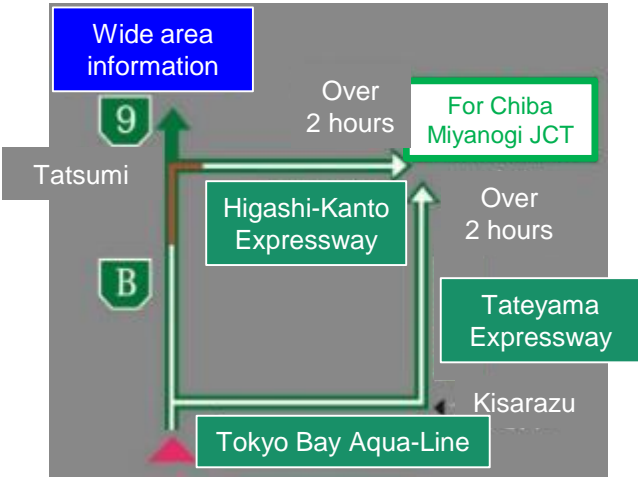 Wide area
information
9
Over
2 hours
For Chiba
Miyanogi JCT
Tatsumi
Higashi-Kanto
Expressway
Over
2 hours
B
Tateyama
Expressway
Kisarazu
Tokyo Bay Aqua-Line